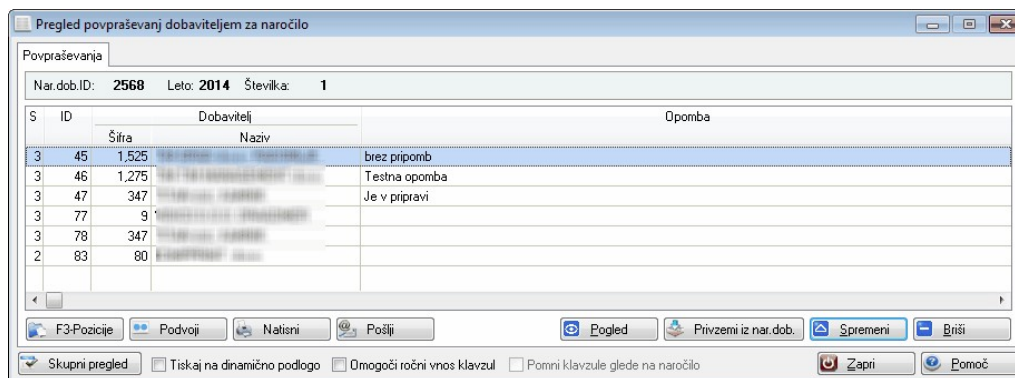 Pregled povpraševanj dobaviteljem za naročilo
Povpraševanja
Nar.dob.ID: 2568 Leto: 2014 Številka: 1
S ID Dobavitelj Opomba
Šifra Naziv
3 45 1,525 brez pripomb
3 46 1,275 Testna opomba
3 47 347 Je v pripravi
3 77 9
3 78 347
2 83 80
F3-Pozicije Podvoji Natisni Pošlji Pogled Privzemi iz nar.dob. Spremeni Briši
Skupni pregled Tiskaj na dinamično podlogo Omogoči ročni vnos klavzul Pomni klavzule glede na naročilo Zapri Pomoč